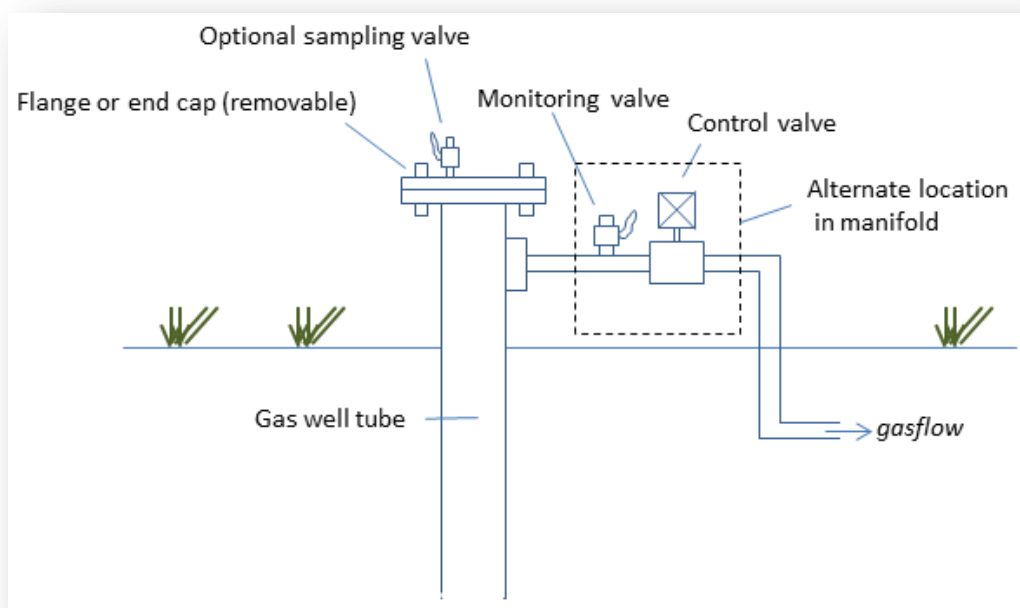 Optional sampling valve
Flange or end cap (removable)
Monitoring valve
Control valve
Alternate location
in manifold
Gas well tube
gasflow